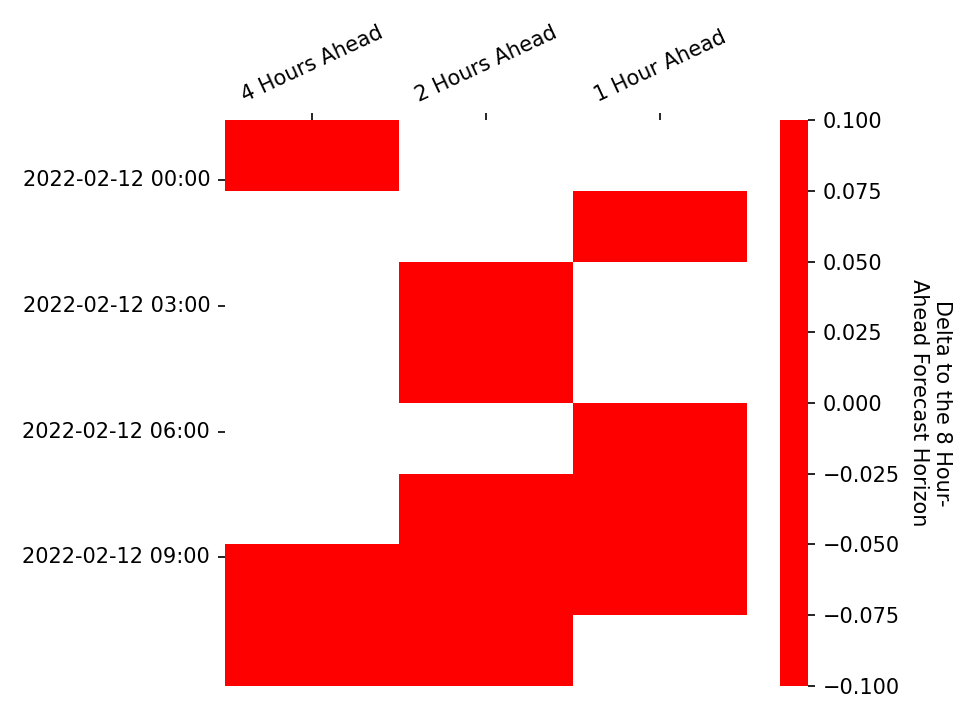 4 Hours Ahead
2 Hours Ahead
1 Hour Ahead
2022-02-12 00:00
2022-02-12 03:00
2022-02-12 06:00
2022-02-12 09:00
0.100
0.075
0.050
0.025
0.000
−0.025
−0.050
−0.075
−0.100
Delta to the 8 Hour-
Ahead Forecast Horizon